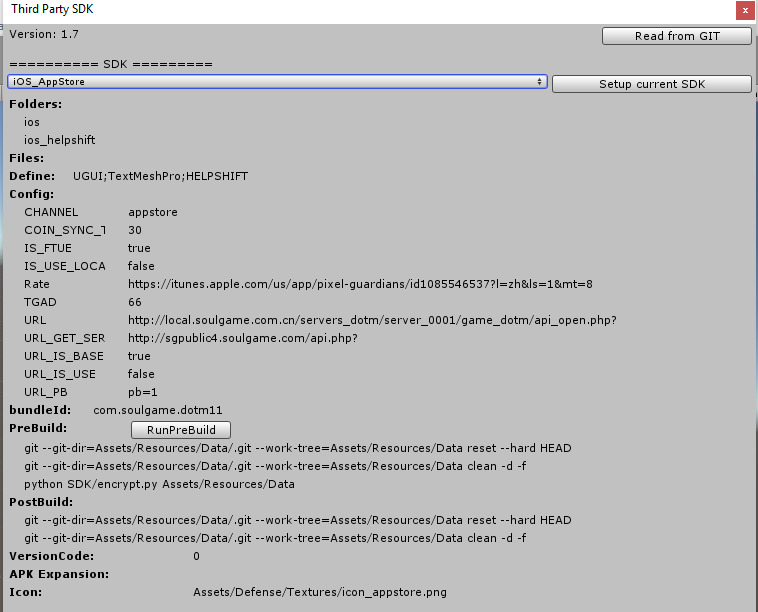 Third Party SDK
x
Version: 1.7
Read from GIT
========== SDK =========
iOS_AppStore
Setup current SDK
Folders:
ios
ios_helpshift
Files:
Define: UGUI;TextMeshPro;HELPSHIFT
Config:
CHANNEL appstore
COIN_SYNC_T 30
IS_FTUE true
IS_USE_LOCA false
Rate https://itunes.apple.com/us/app/pixel-guardians/id1085546537?l=zh&ls=1&mt=8
TGAD 66
URL http://local.soulgame.com.cn/servers_dotm/server_0001/game_dotm/api_open.php?
URL_GET_SER http://sgpublic4.soulgame.com/api.php?
URL_IS_BASE true
URL_IS_USE false
URL_PB pb=1
bundleId: com.soulgame.dotm11
PreBuild: RunPreBuild
git --git-dir=Assets/Resources/Data/.git --work-tree=Assets/Resources/Data reset --hard HEAD
git --git-dir=Assets/Resources/Data/.git --work-tree=Assets/Resources/Data clean -d -f
python SDK/encrypt.py Assets/Resources/Data
PostBuild:
git --git-dir=Assets/Resources/Data/.git --work-tree=Assets/Resources/Data reset --hard HEAD
git --git-dir=Assets/Resources/Data/.git --work-tree=Assets/Resources/Data clean -d -f
VersionCode: 0
APK Expansion:
Icon: Assets/Defense/Textures/icon_appstore.png